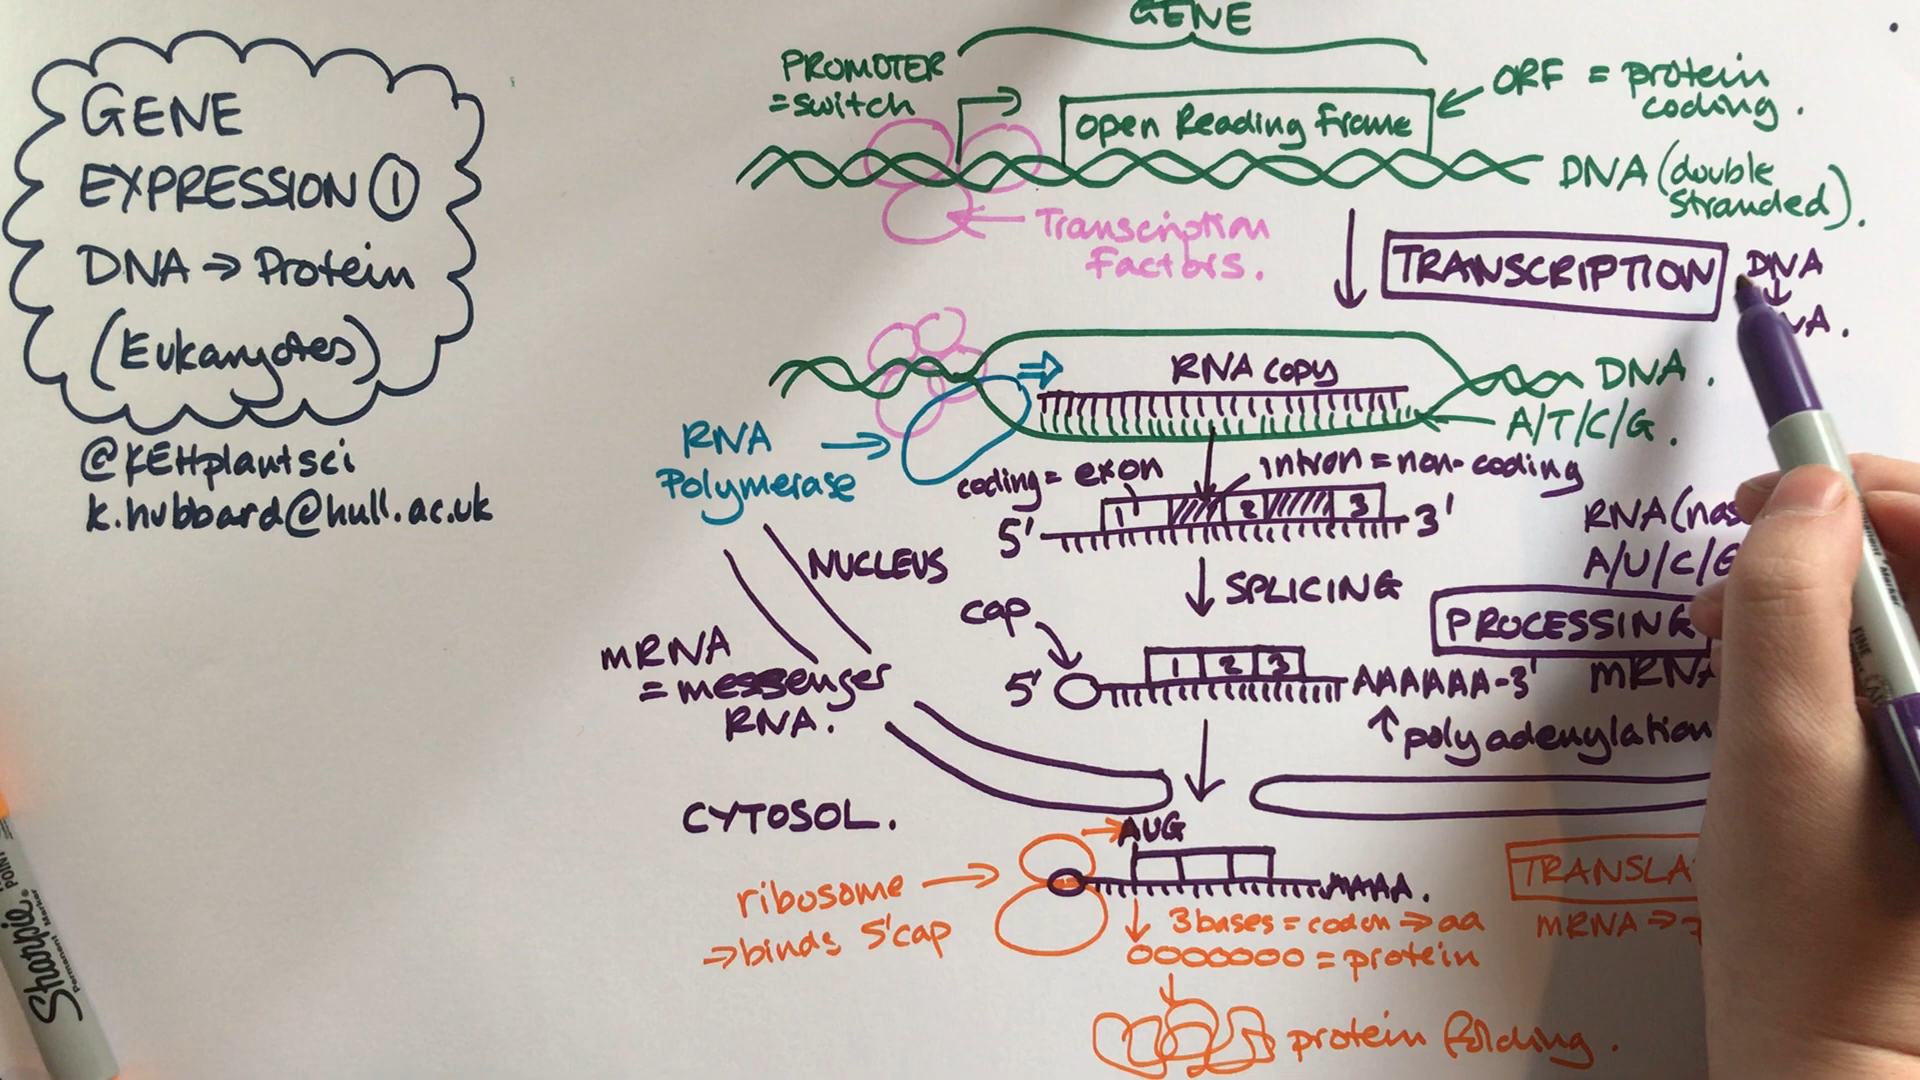 GENE
EXPRESSION ①
DNA → Protein
(Eukaryotes)
@KEHplantsci
k.hubbard@hull.ac.uk
GENE
PROMOTER
=switch
Open Reading Frame
ORF = protein
coding.
DNA (double
stranded).
Transcription
factors.
TRANSCRIPTION
DNA
↓
RNA copy
DNA.
A/T/C/G.
RNA
Polymerase
coding = exon
intron = non-coding
1 2 3
5' 3'
A/U/C/G
NUCLEUS
SPLICING
cap
PROCESSING
mRNA
= messenger
RNA.
1 2 3
5' AAAAAA-3'
mRNA
polyadenylation
CYTOSOL.
AUG
AAAA.
ribosome
→ binds 5'cap
3 bases = codon → aa
= protein
mRNA →
protein folding.
Sharpie
Permanent Marker